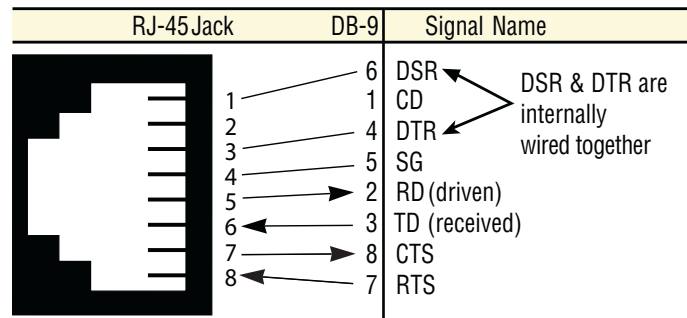 RJ-45 Jack DB-9 Signal Name
1 6 DSR
2 1 CD
3 4 DTR
4 5 SG
5 2 RD (driven)
6 3 TD (received)
7 8 CTS
8 7 RTS
DSR & DTR are
internally
wired together